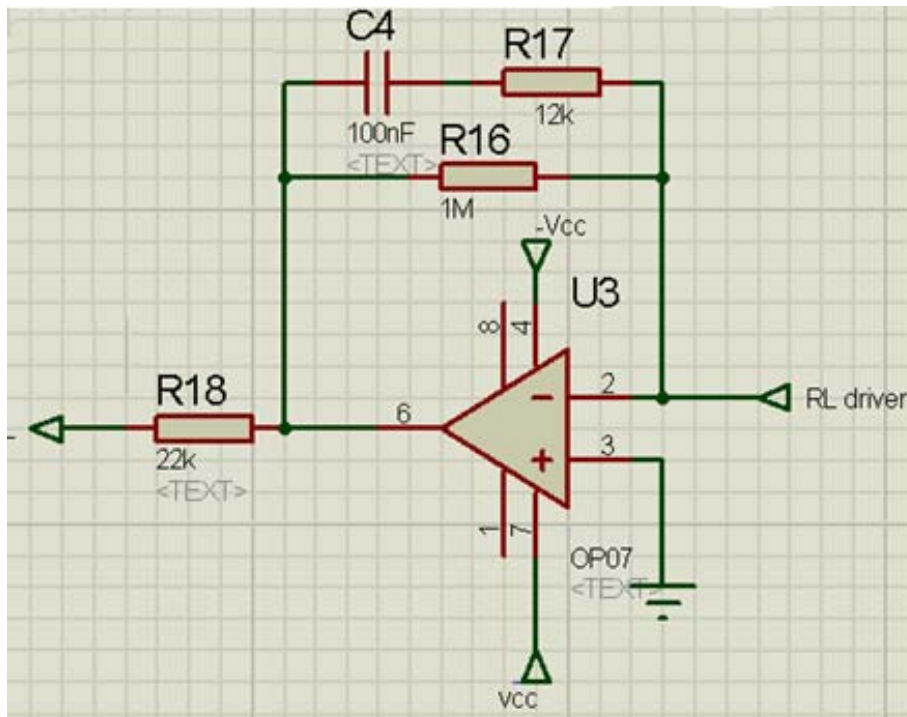 C4
R17
12k
100nF
<TEXT>
R16
1M
-Vcc
U3
8
4
2
6
3
1
7
RL driver
R18
22k
<TEXT>
OP07
<TEXT>
vcc